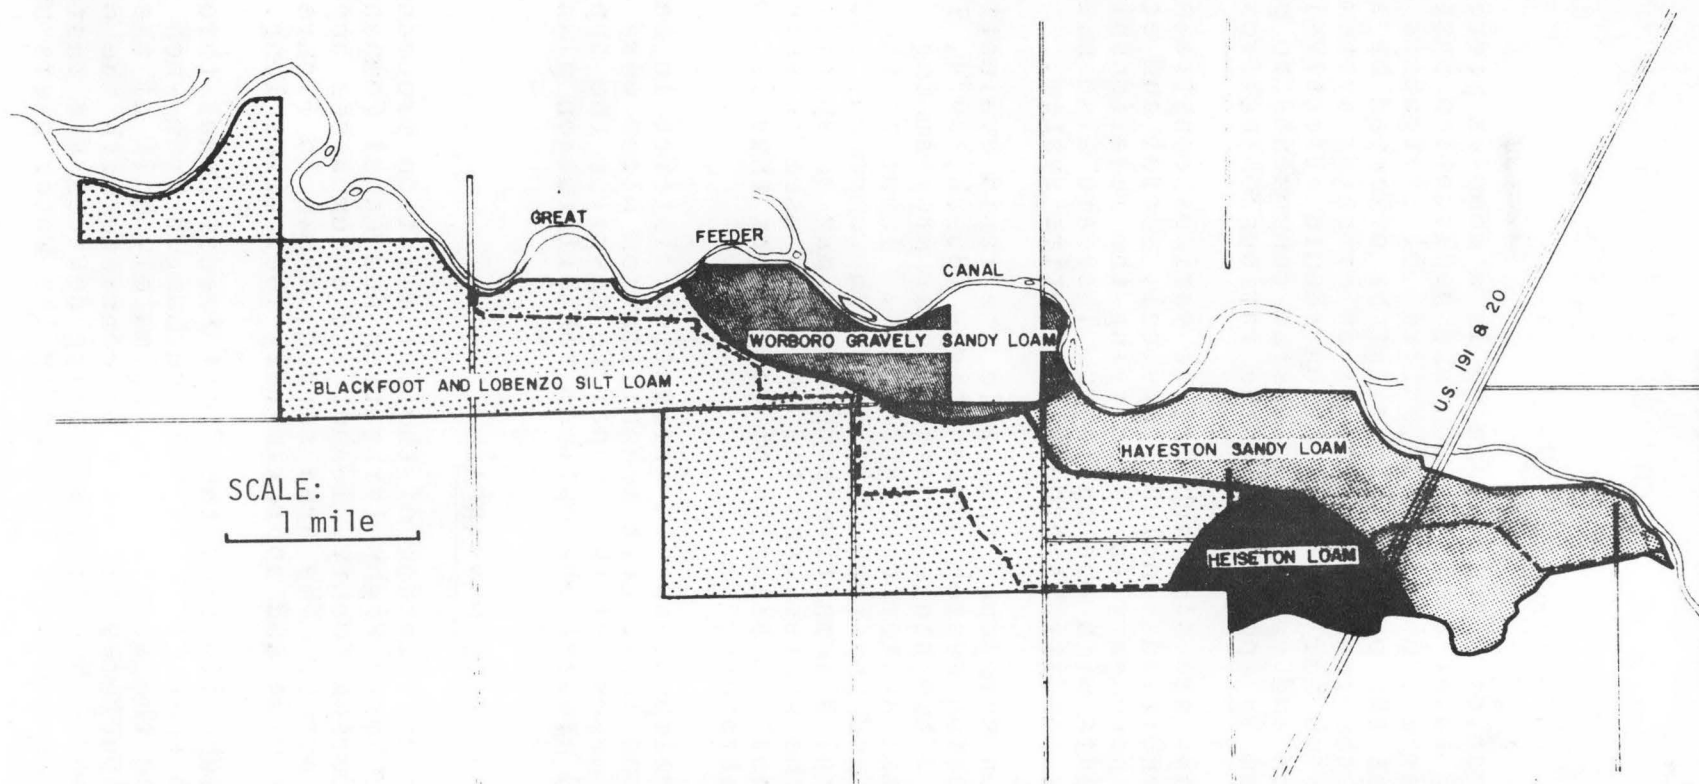 GREAT
FEEDER
CANAL
U.S. 191 & 20
WORBORO GRAVELY SANDY LOAM
BLACKFOOT AND LOBENZO SILT LOAM
HAYESTON SANDY LOAM
SCALE:
1 mile
HEISETON LOAM